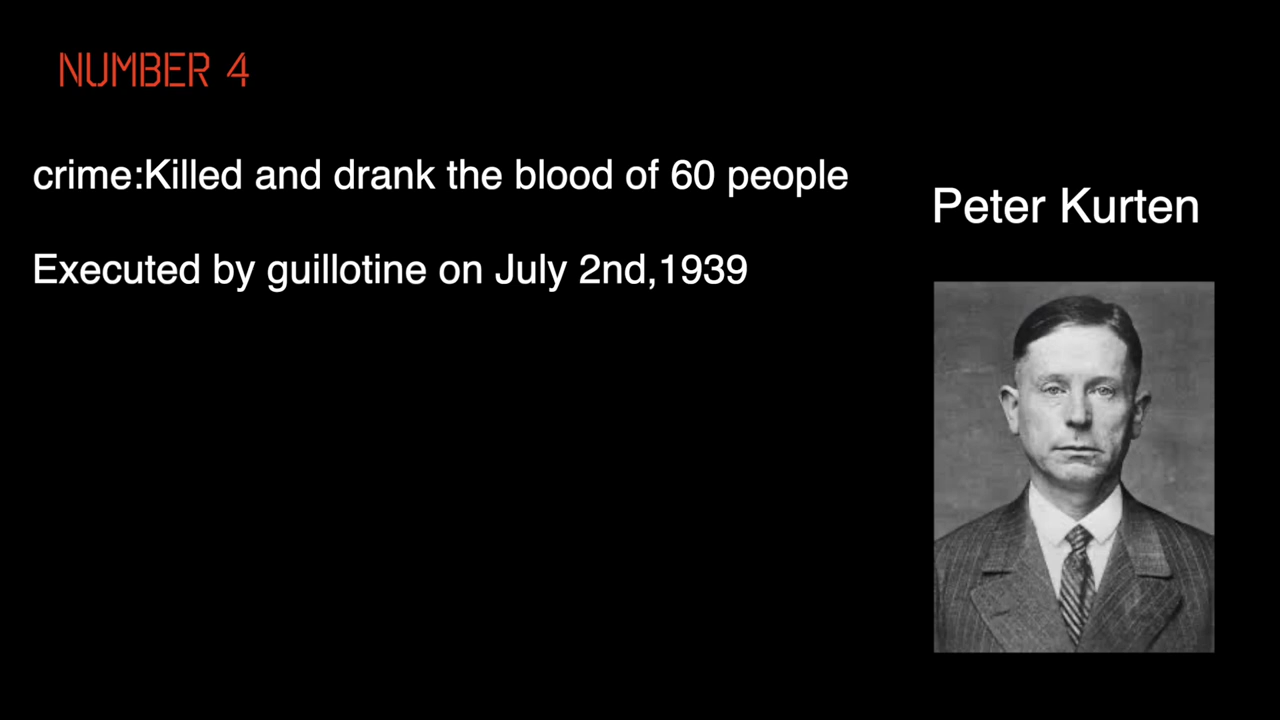 NUMBER 4
crime:Killed and drank the blood of 60 people
Peter Kurten
Executed by guillotine on July 2nd,1939